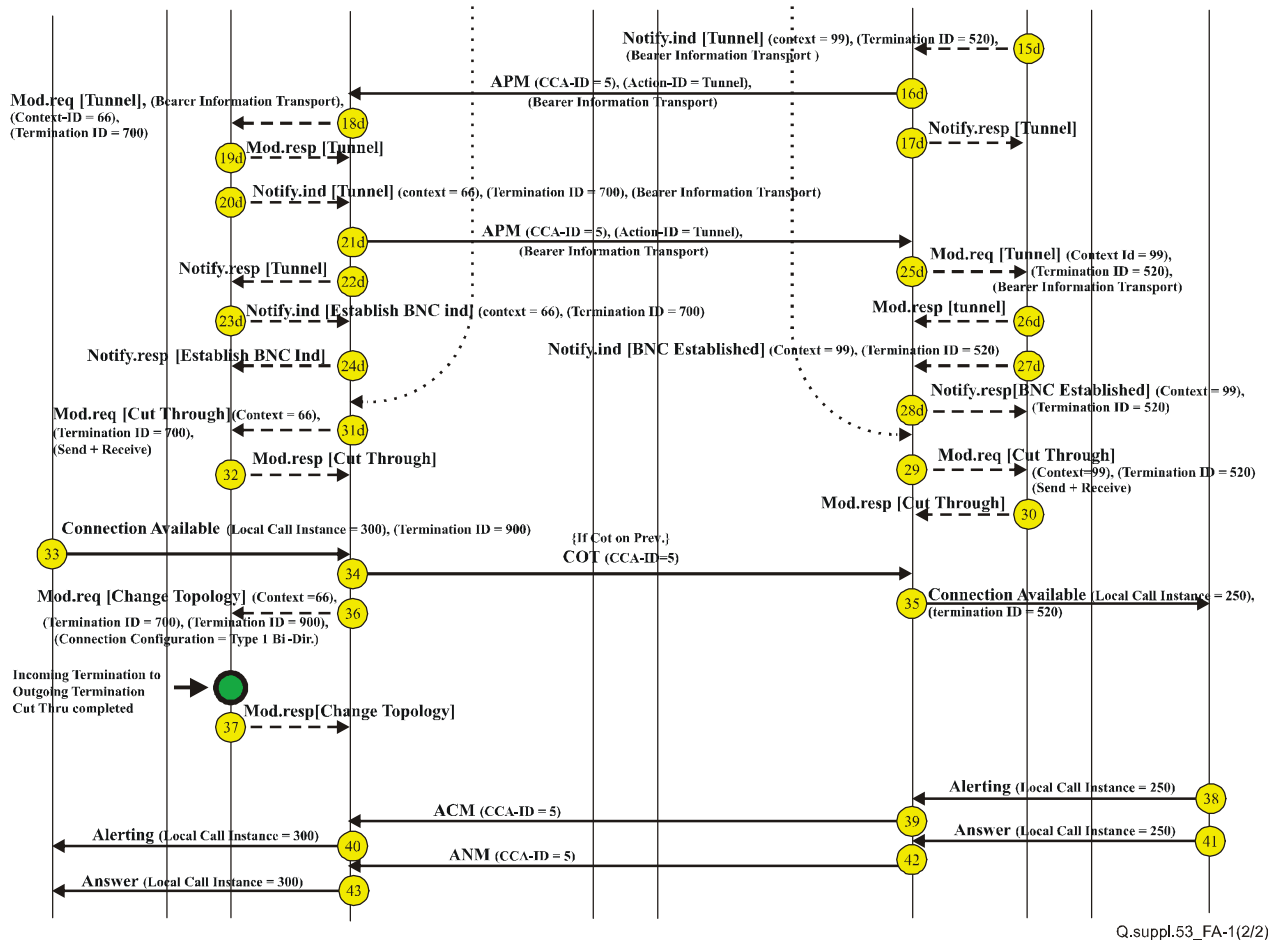 Notify.ind [Tunnel] (context = 99), (Termination ID = 520),
(Bearer Information Transport )
15d
APM (CCA-ID = 5), (Action-ID = Tunnel),
(Bearer Information Transport)
16d
Mod.req [Tunnel], (Bearer Information Transport),
(Context-ID = 66),
(Termination ID = 700)
18d
17d
Notify.resp [Tunnel]
19d
Mod.resp [Tunnel]
20d
Notify.ind [Tunnel] (context = 66), (Termination ID = 700), (Bearer Information Transport)
21d
APM (CCA-ID = 5), (Action-ID = Tunnel),
(Bearer Information Transport)
Notify.resp [Tunnel]
22d
25d
Mod.req [Tunnel] (Context Id = 99),
(Termination ID = 520),
(Bearer Information Transport)
23d
Notify.ind [Establish BNC ind] (context = 66), (Termination ID = 700)
Mod.resp [tunnel]
26d
Notify.resp [Establish BNC Ind]
24d
Notify.ind [BNC Established] (Context = 99), (Termination ID = 520)
27d
28d
Notify.resp[BNC Established] (Context = 99),
(Termination ID = 520)
Mod.req [Cut Through](Context = 66),
(Termination ID = 700),
(Send + Receive)
31d
32
Mod.resp [Cut Through]
29
Mod.req [Cut Through]
(Context=99), (Termination ID = 520)
(Send + Receive)
Mod.resp [Cut Through]
30
Connection Available (Local Call Instance = 300), (Termination ID = 900)
33
{If Cot on Prev.}
COT (CCA-ID=5)
34
Mod.req [Change Topology] (Context =66),
(Termination ID = 700), (Termination ID = 900),
(Connection Configuration = Type 1 Bi -Dir.)
36
35
Connection Available (Local Call Instance = 250),
(termination ID = 520)
Incoming Termination to
Outgoing Termination
Cut Thru completed
37
Mod.resp[Change Topology]
Alerting (Local Call Instance = 250)
38
ACM (CCA-ID = 5)
39
Alerting (Local Call Instance = 300)
40
Answer (Local Call Instance = 250)
41
ANM (CCA-ID = 5)
42
Answer (Local Call Instance = 300)
43
Q.suppl.53_FA-1(2/2)